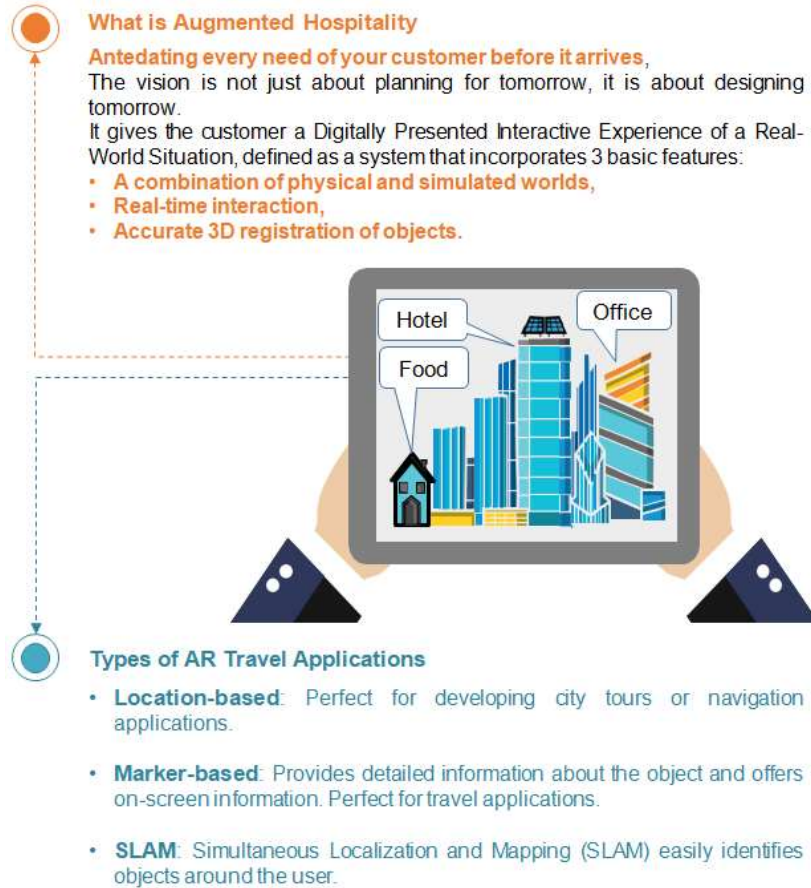 What is Augmented Hospitality
Antedating every need of your customer before it arrives,
The vision is not just about planning for tomorrow, it is about designing
tomorrow.
It gives the customer a Digitally Presented Interactive Experience of a Real-
World Situation, defined as a system that incorporates 3 basic features:
• A combination of physical and simulated worlds,
• Real-time interaction,
• Accurate 3D registration of objects.
Hotel
Office
Food
Types of AR Travel Applications
• Location-based: Perfect for developing city tours or navigation
applications.
• Marker-based: Provides detailed information about the object and offers
on-screen information. Perfect for travel applications.
• SLAM: Simultaneous Localization and Mapping (SLAM) easily identifies
objects around the user.